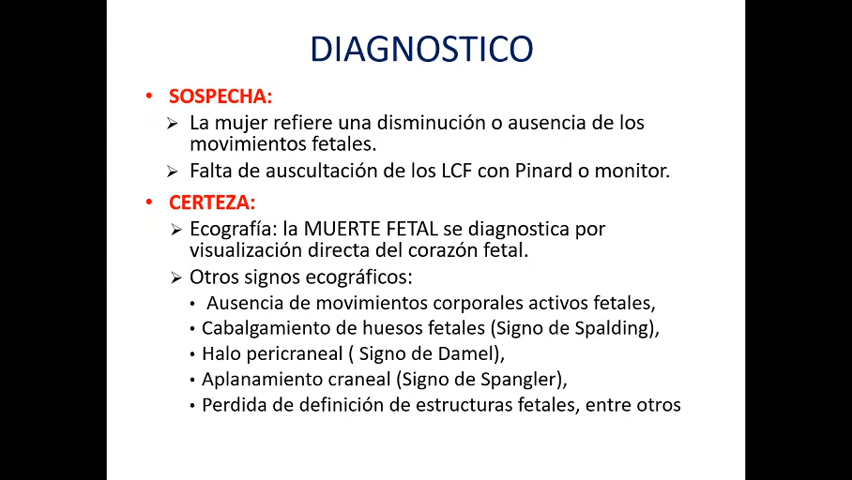 DIAGNOSTICO
• SOSPECHA:
➢ La mujer refiere una disminución o ausencia de los
movimientos fetales.
➢ Falta de auscultación de los LCF con Pinard o monitor.
• CERTEZA:
➢ Ecografía: la MUERTE FETAL se diagnostica por
visualización directa del corazón fetal.
➢ Otros signos ecográficos:
• Ausencia de movimientos corporales activos fetales,
• Cabalgamiento de huesos fetales (Signo de Spalding),
• Halo pericraneal ( Signo de Damel),
• Aplanamiento craneal (Signo de Spangler),
• Perdida de definición de estructuras fetales, entre otros